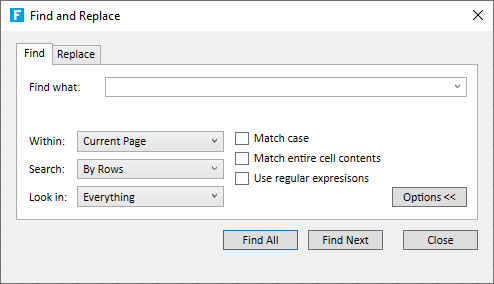 F Find and Replace
Find Replace
Find what:
Within: Current Page
Match case
Search: By Rows
Match entire cell contents
Use regular expresisons
Look in: Everything
Options <<
Find All Find Next Close